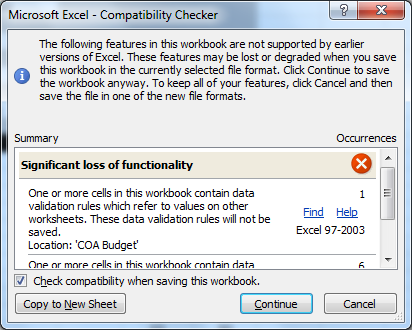 Microsoft Excel - Compatibility Checker
The following features in this workbook are not supported by earlier
versions of Excel. These features may be lost or degraded when you save
this workbook in the currently selected file format. Click Continue to save
the workbook anyway. To keep all of your features, click Cancel and then
save the file in one of the new file formats.
Summary Occurrences
Significant loss of functionality
One or more cells in this workbook contain data 1
validation rules which refer to values on other Find Help
worksheets. These data validation rules will not be Excel 97-2003
saved.
Location: 'COA Budget'
One or more cells in this workbook contain data 6
Check compatibility when saving this workbook.
Copy to New Sheet Continue Cancel